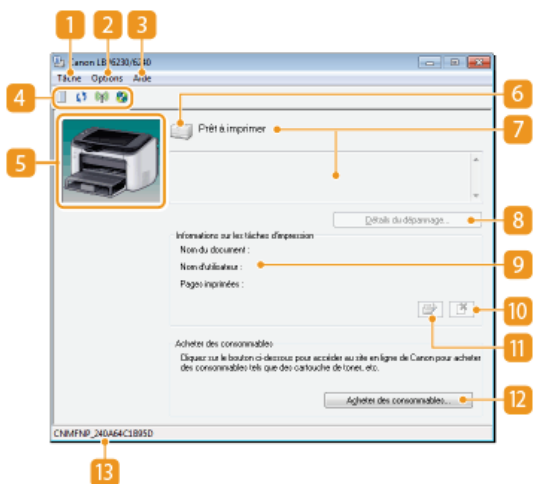 1 2 3
Canon LBP6230/6240
Tâche Options Aide
4
6
Prêt à imprimer
7
5
Détails du dépannage...
8
Informations sur les tâches d'impression
Nom du document :
Nom d'utilisateur :
9
Pages imprimées :
10
11
Acheter des consommables
Cliquez sur le bouton ci-dessous pour accéder au site en ligne de Canon pour acheter
des consommables tels que des cartouche de toner, etc.
Acheter des consommables...
12
CNMFNP_240A64C1B95D
13